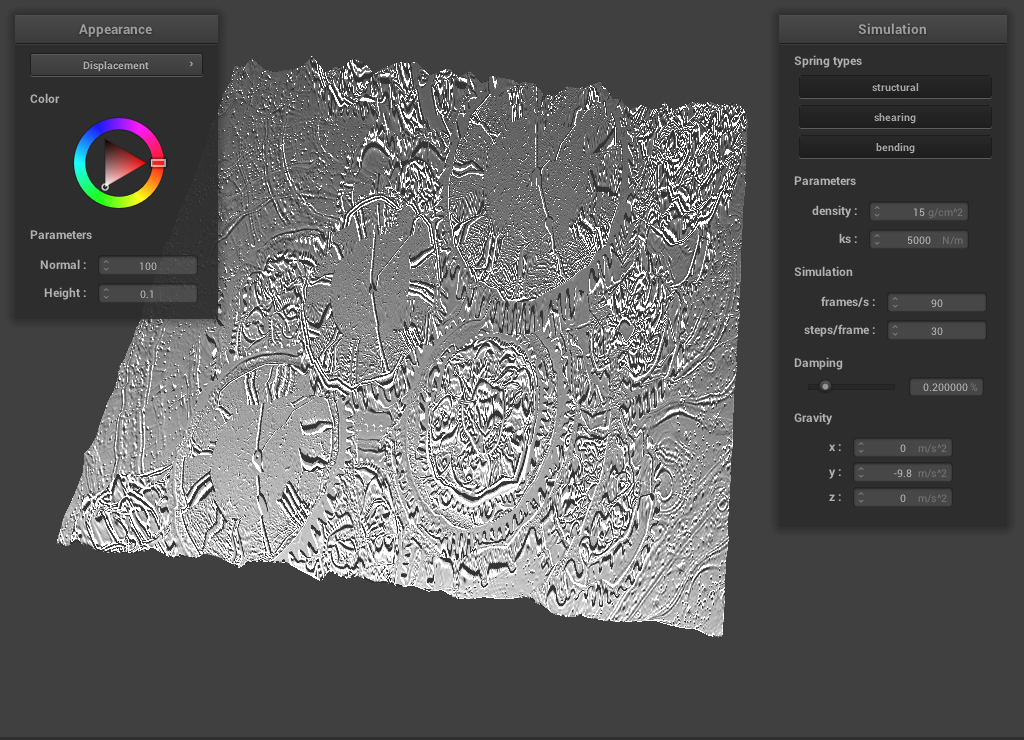 Appearance
Displacement
Color
Parameters
Normal : 100
Height : 0.1
Simulation
Spring types
structural
shearing
bending
Parameters
density : 15 g/cm^2
ks : 5000 N/m
Simulation
frames/s : 90
steps/frame : 30
Damping
0.200000 %
Gravity
x : 0 m/s^2
y : -9.8 m/s^2
z : 0 m/s^2